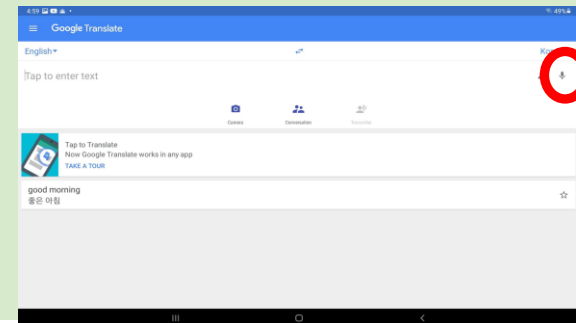 4:59
49%
Google Translate
English
Tap to enter text
Camera
Conversation
Transcribe
Tap to Translate
Now Google Translate works in any app
TAKE A TOUR
good morning
좋은 아침